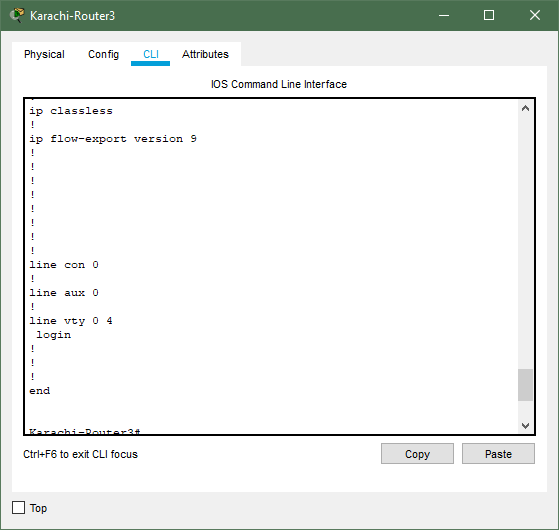 Karachi-Router3
Physical Config CLI Attributes
IOS Command Line Interface
!
ip classless
!
ip flow-export version 9
!
!
!
!
!
!
!
!
line con 0
!
line aux 0
!
line vty 0 4
login
!
!
!
end
Karachi-Router3#
Ctrl+F6 to exit CLI focus
Copy Paste
Top